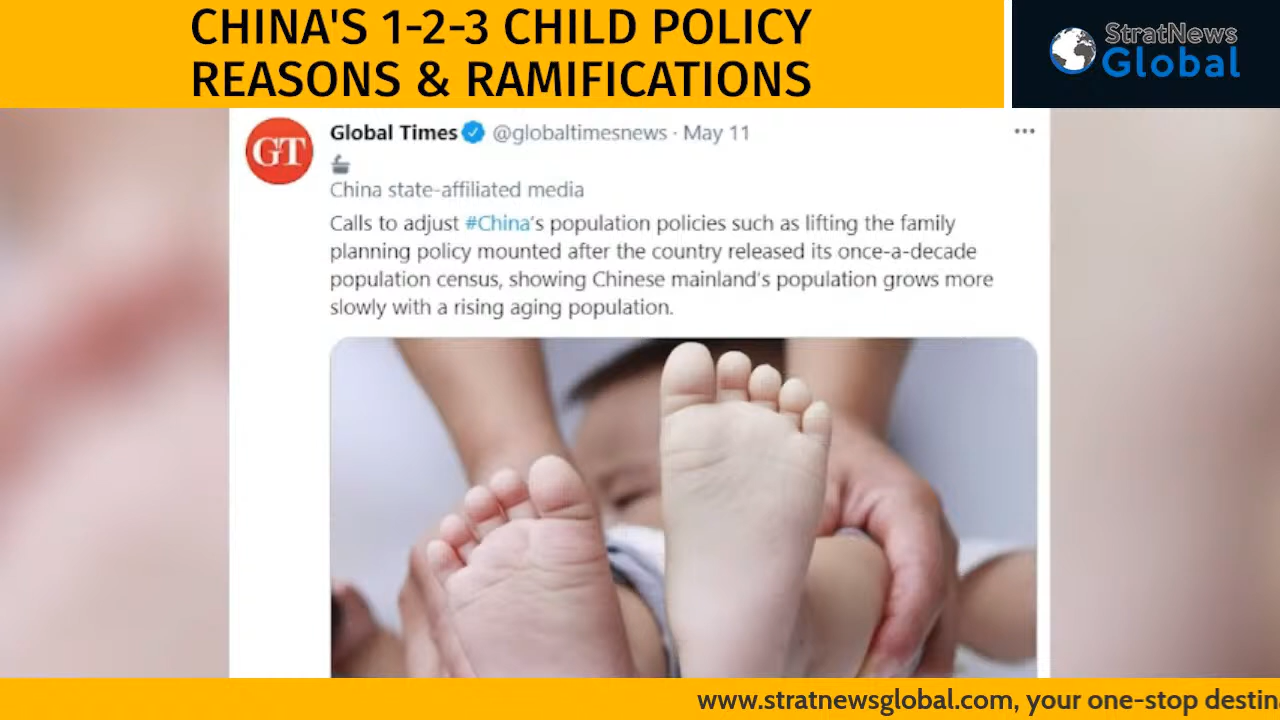 CHINA'S 1-2-3 CHILD POLICY
REASONS & RAMIFICATIONS
StratNews
Global
GT
Global Times @globaltimesnews · May 11
China state-affiliated media
Calls to adjust #China's population policies such as lifting the family
planning policy mounted after the country released its once-a-decade
population census, showing Chinese mainland's population grows more
slowly with a rising aging population.
www.stratnewsglobal.com, your one-stop destin